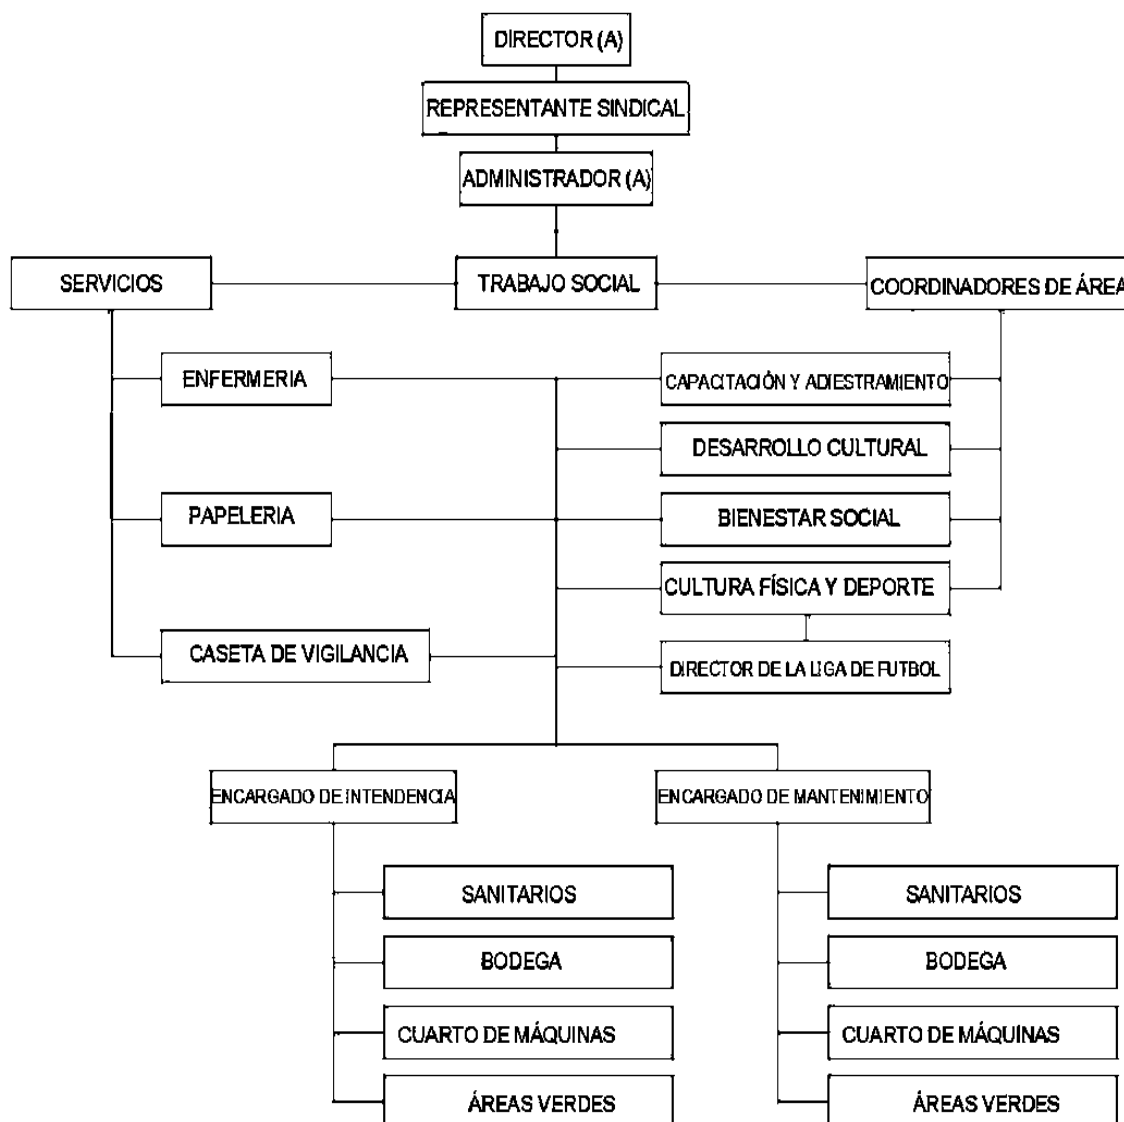 DIRECTOR (A)
REPRESENTANTE SINDICAL
ADMINISTRADOR (A)
SERVICIOS
TRABAJO SOCIAL
COORDINADORES DE ÁREA
ENFERMERIA
CAPACITACIÓN Y ADIESTRAMIENTO
DESARROLLO CULTURAL
PAPELERIA
BIENESTAR SOCIAL
CULTURA FÍSICA Y DEPORTE
CASETA DE VIGILANCIA
DIRECTOR DE LA LIGA DE FUTBOL
ENCARGADO DE INTENDENCIA
ENCARGADO DE MANTENIMIENTO
SANITARIOS
SANITARIOS
BODEGA
BODEGA
CUARTO DE MÁQUINAS
CUARTO DE MÁQUINAS
ÁREAS VERDES
ÁREAS VERDES